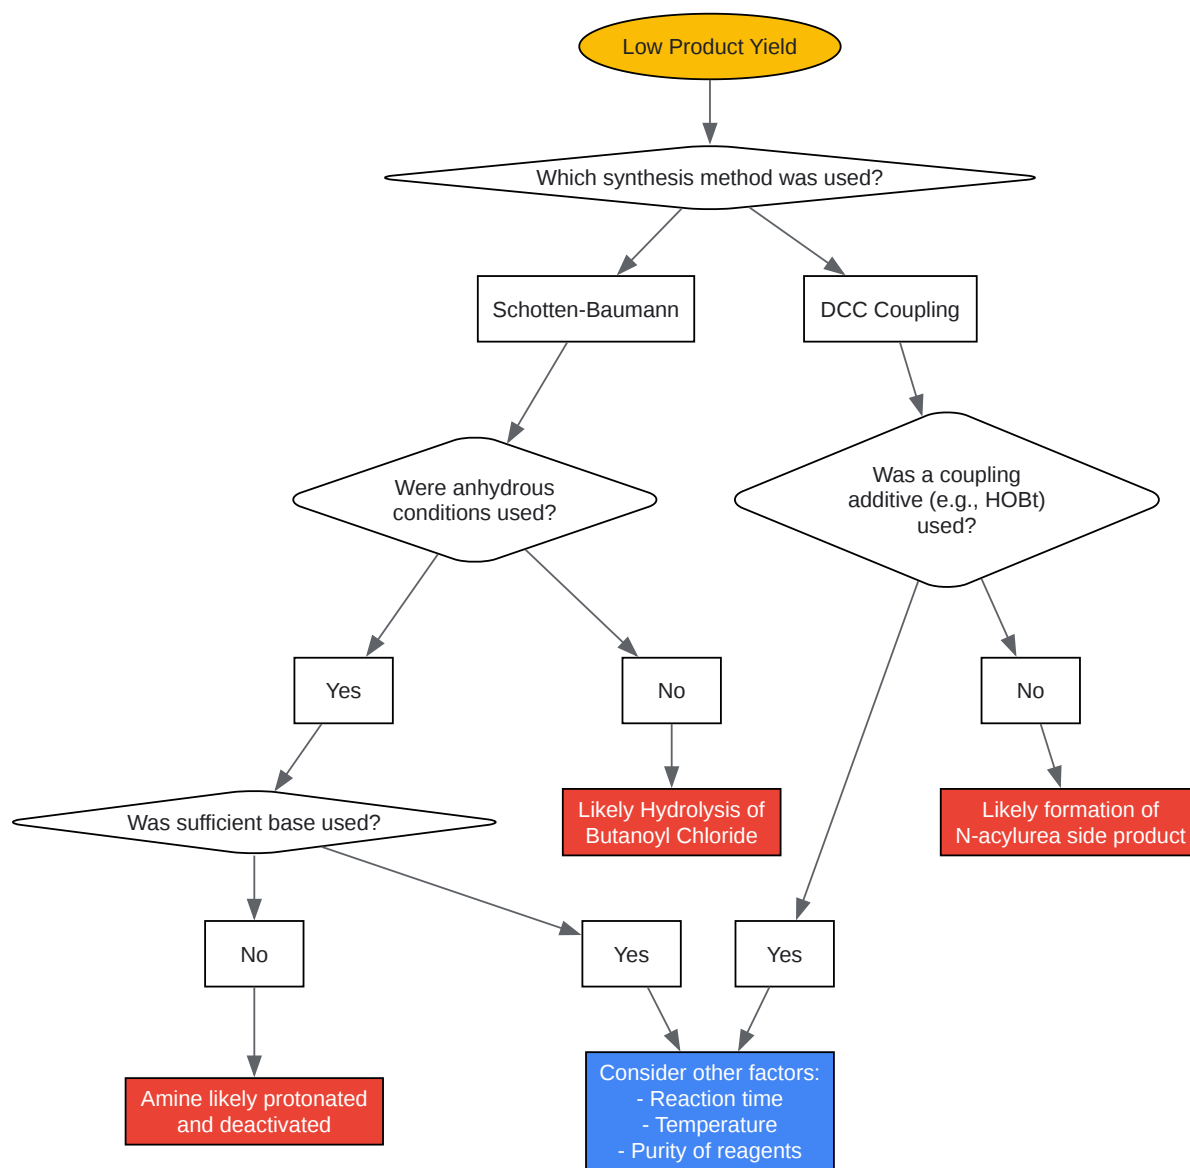 Low Product Yield
Which synthesis method was used?
Schotten-Baumann
DCC Coupling
Were anhydrous
conditions used?
Was a coupling
additive (e.g., HOBt)
used?
Yes
No
No
Was sufficient base used?
Likely Hydrolysis of
Butanoyl Chloride
Likely formation of
N-acylurea side product
No
Yes
Yes
Amine likely protonated
and deactivated
Consider other factors:
- Reaction time
- Temperature
- Purity of reagents